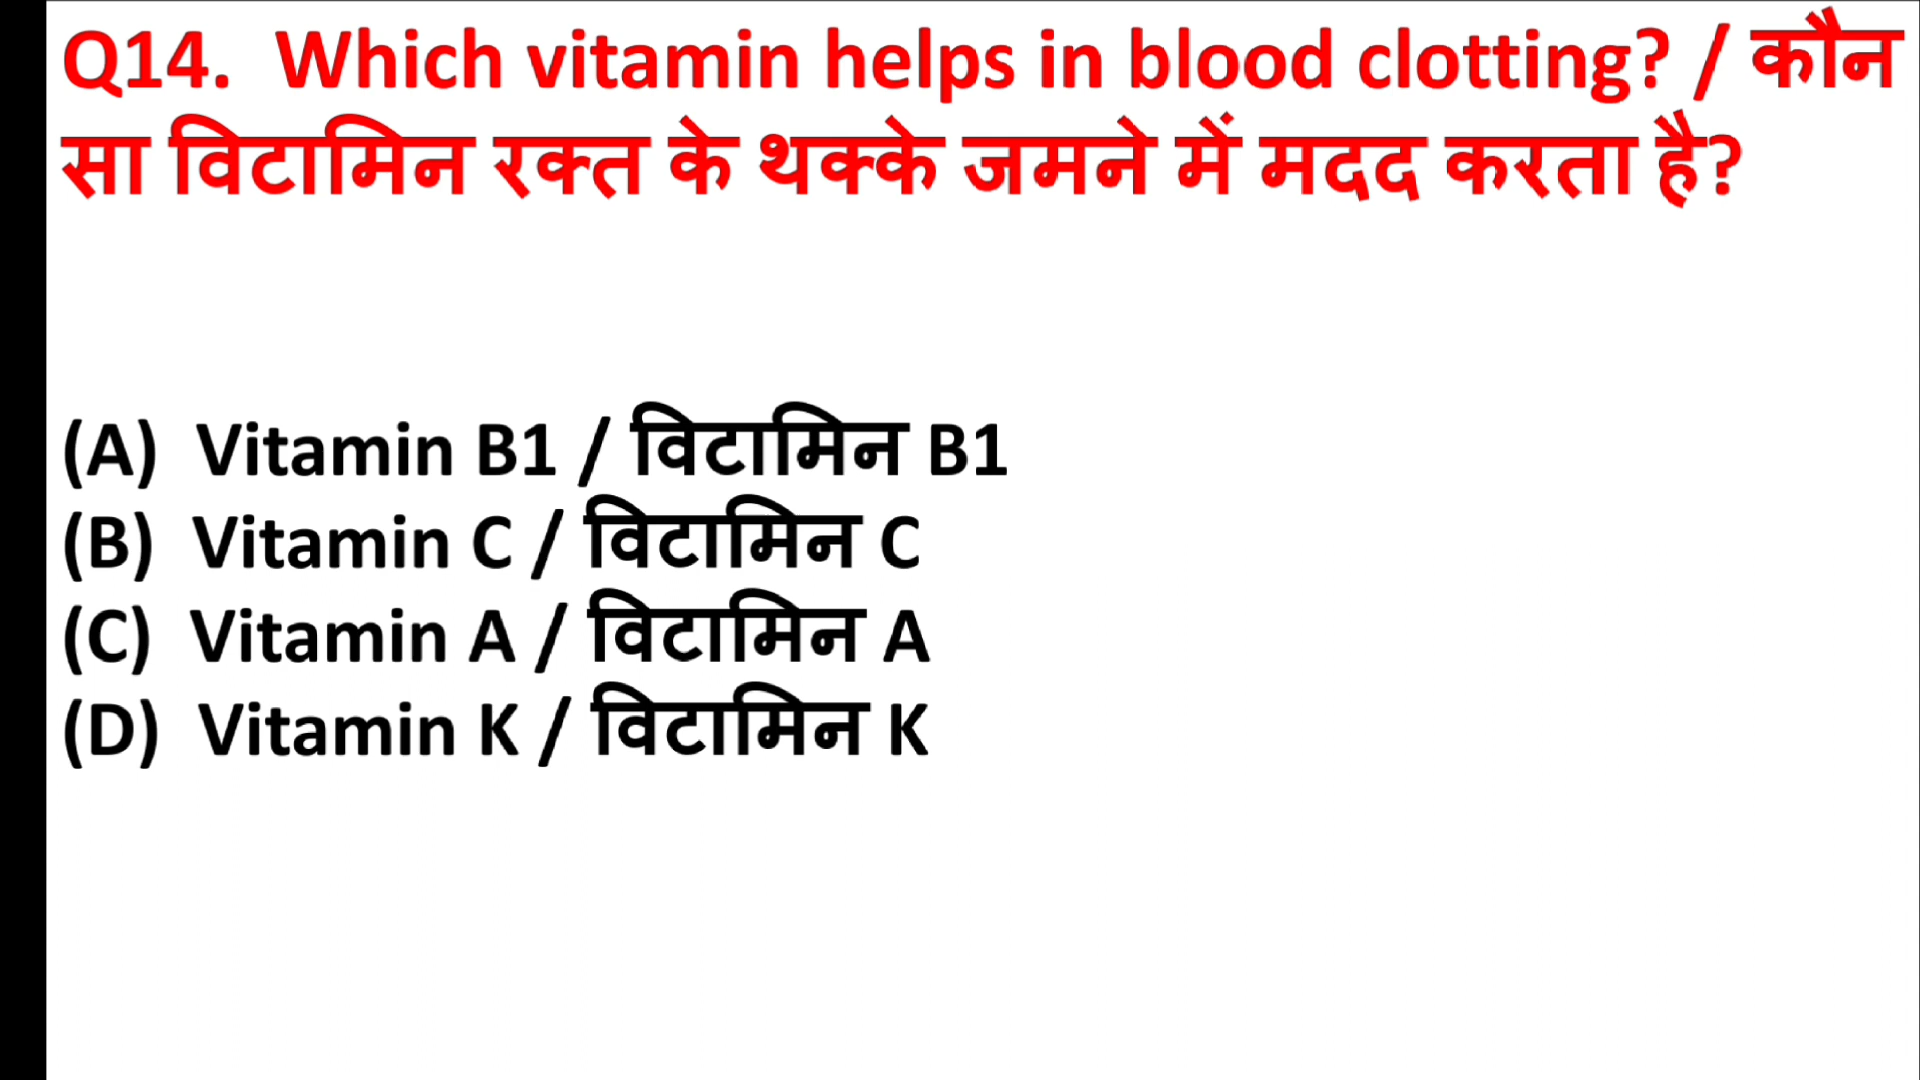 Q14. Which vitamin helps in blood clotting? / कौन
सा विटामिन रक्त के थक्के जमने में मदद करता है?
(A) Vitamin B1 / विटामिन B1
(B) Vitamin C / विटामिन C
(C) Vitamin A / विटामिन A
(D) Vitamin K / विटामिन K